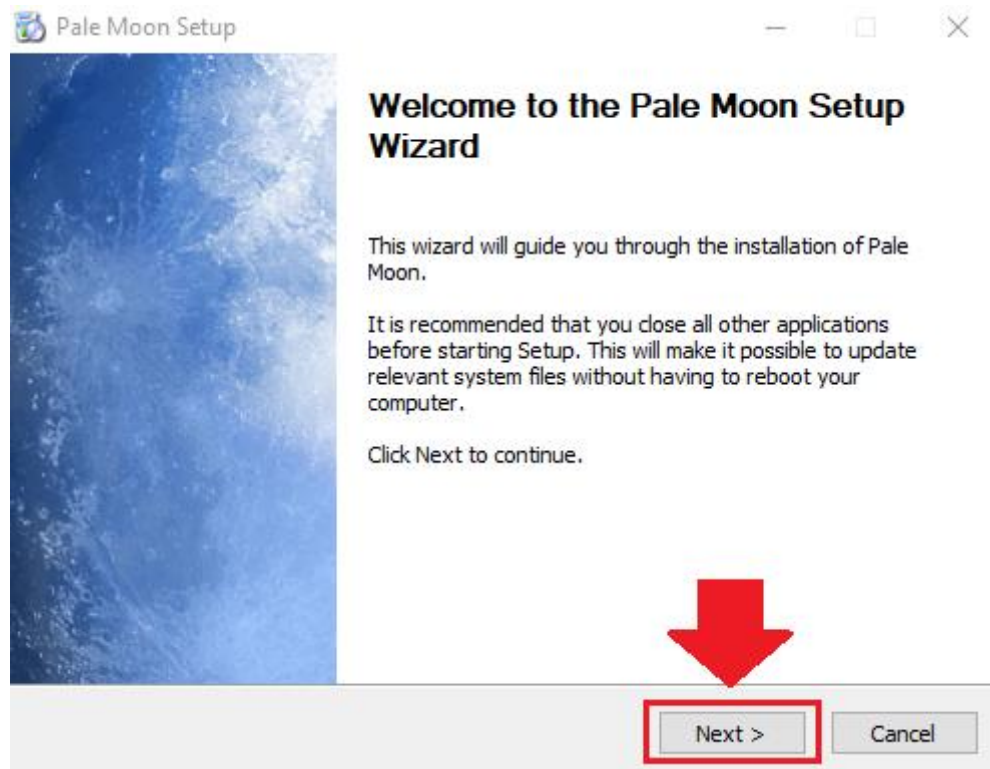 Pale Moon Setup
Welcome to the Pale Moon Setup
Wizard
This wizard will guide you through the installation of Pale
Moon.
It is recommended that you close all other applications
before starting Setup. This will make it possible to update
relevant system files without having to reboot your
computer.
Click Next to continue.
Next >
Cancel